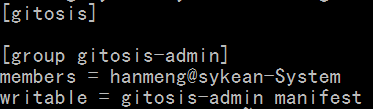 [gitosis]
[group gitosis-admin]
members = hanmeng@sykean-System
writable = gitosis-admin manifest